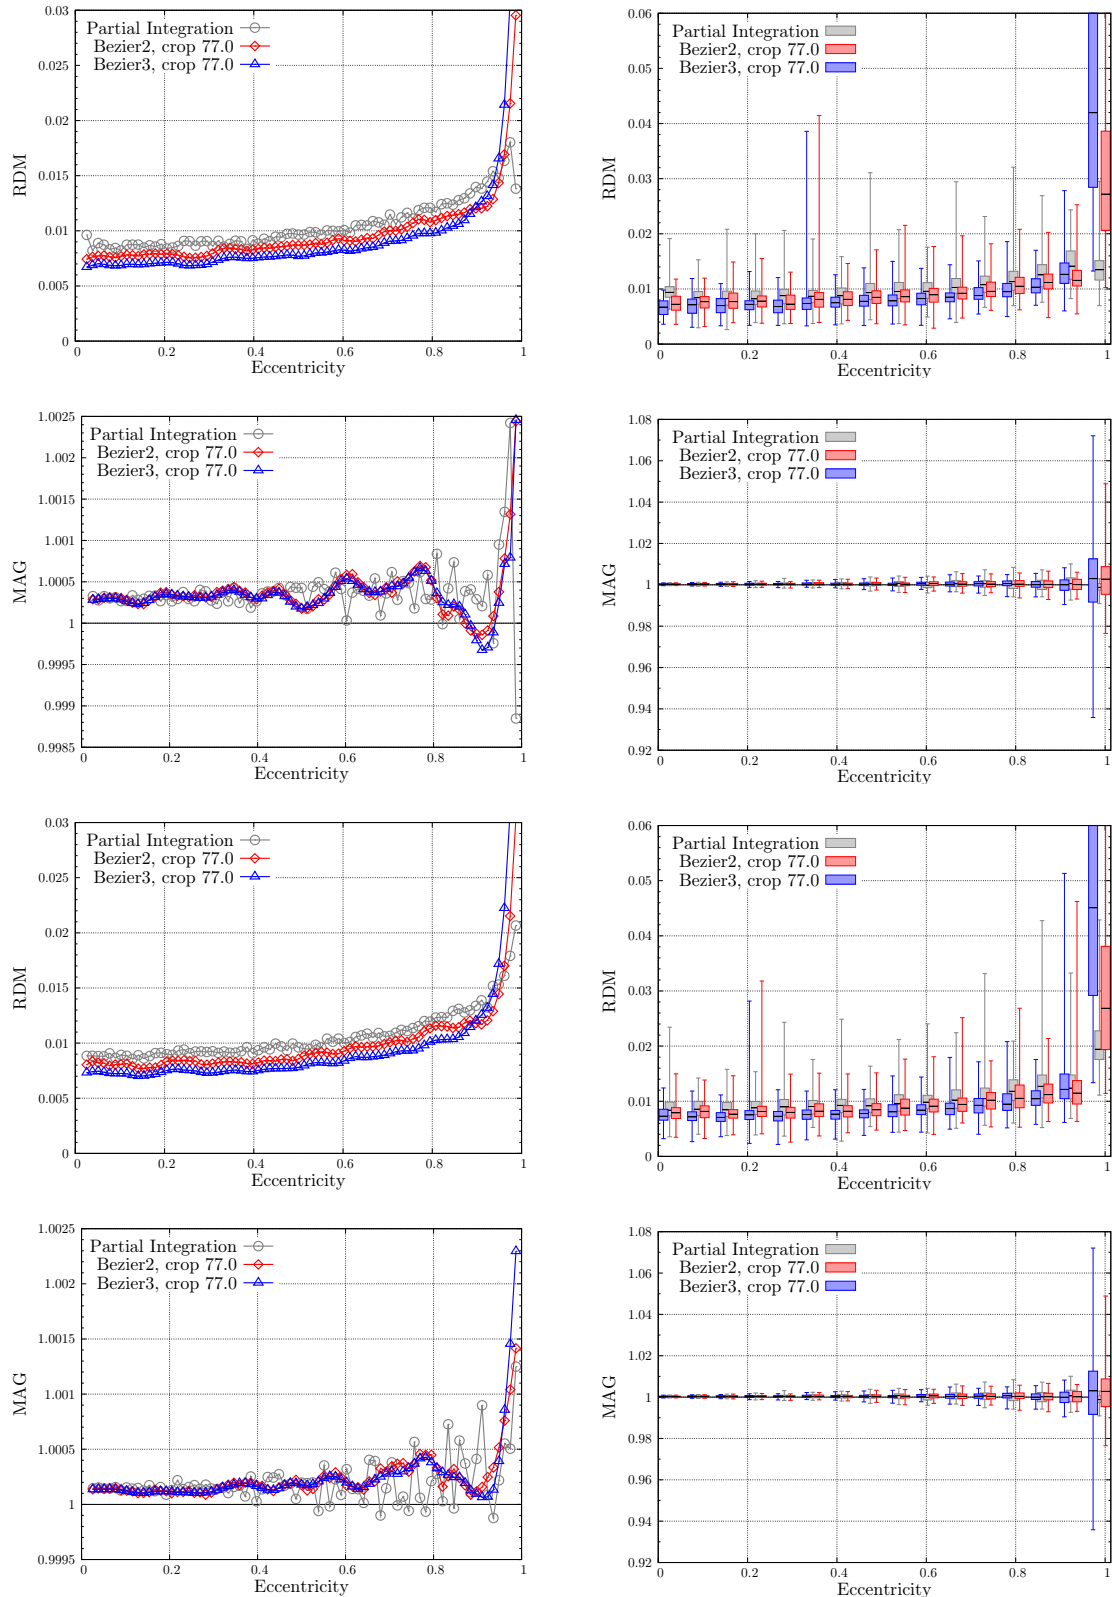 0.03
0.025
0.02
0.015
0.01
0.005
0
RDM
Partial Integration
Bezier2, crop 77.0
Bezier3, crop 77.0
0 0.2 0.4 0.6 0.8 1
Eccentricity
0.06
0.05
0.04
0.03
0.02
0.01
0
RDM
Partial Integration
Bezier2, crop 77.0
Bezier3, crop 77.0
0.2 0.4 0.6 0.8 1
Eccentricity
1.0025
1.002
1.0015
1.001
1.0005
1
0.9995
0.999
0.9985
MAG
Partial Integration
Bezier2, crop 77.0
Bezier3, crop 77.0
0 0.2 0.4 0.6 0.8 1
Eccentricity
1.08
1.06
1.04
1.02
1
0.98
0.96
0.94
0.92
MAG
Partial Integration
Bezier2, crop 77.0
Bezier3, crop 77.0
0.2 0.4 0.6 0.8 1
Eccentricity
0.03
0.025
0.02
0.015
0.01
0.005
0
RDM
Partial Integration
Bezier2, crop 77.0
Bezier3, crop 77.0
0 0.2 0.4 0.6 0.8 1
Eccentricity
0.06
0.05
0.04
0.03
0.02
0.01
0
RDM
Partial Integration
Bezier2, crop 77.0
Bezier3, crop 77.0
0.2 0.4 0.6 0.8 1
Eccentricity
1.0025
1.002
1.0015
1.001
1.0005
1
0.9995
MAG
Partial Integration
Bezier2, crop 77.0
Bezier3, crop 77.0
0 0.2 0.4 0.6 0.8 1
Eccentricity
1.08
1.06
1.04
1.02
1
0.98
0.96
0.94
0.92
MAG
Partial Integration
Bezier2, crop 77.0
Bezier3, crop 77.0
0.2 0.4 0.6 0.8 1
Eccentricity